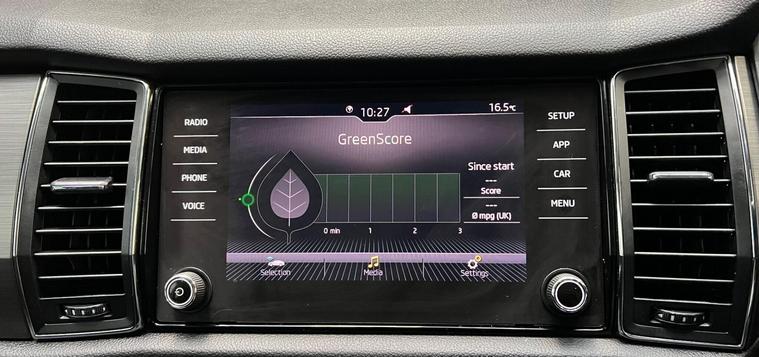 10:27
16.5°C
RADIO
MEDIA
PHONE
VOICE
GreenScore
Since start
---
Score
---
Ø mpg (UK)
0 min 1 2 3
Selection Media Settings
SETUP
APP
CAR
MENU